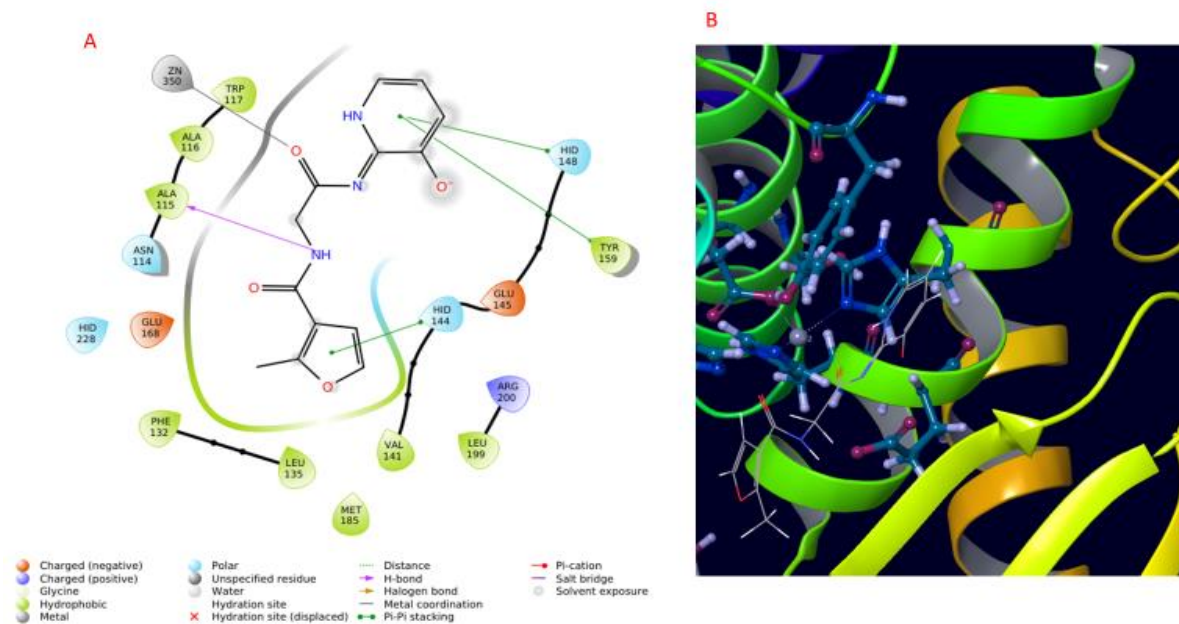 A
B
ZN
350
TRP
117
ALA
116
ALA
115
ASN
114
HID
228
GLU
168
HN
O
N
O-
NH
O
O
HID
148
TYR
159
GLU
145
HID
144
ARG
200
PHE
132
LEU
135
VAL
141
LEU
199
MET
185
Charged (negative)
Charged (positive)
Glycine
Hydrophobic
Metal
Polar
Unspecified residue
Water
Hydration site
Hydration site (displaced)
Distance
H-bond
Halogen bond
Metal coordination
Pi-Pi stacking
Pi-cation
Salt bridge
Solvent exposure